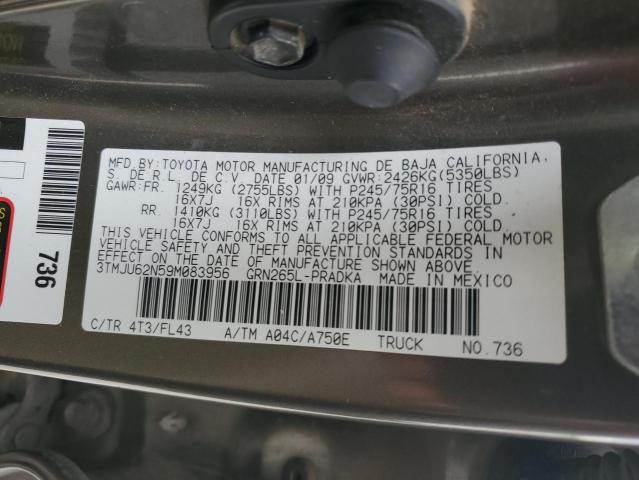 MFD.BY:TOYOTA MOTOR MANUFACTURING DE BAJA CALIFORNIA,
S. DE R.L. DE C.V. DATE 01/09 GVWR:2426KG(5350LBS)
GAWR:FR. 1249KG (2755LBS) WITH P245/75R16 TIRES
16X7J 16X RIMS AT 210KPA (30PSI) COLD.
RR. 1410KG (3110LBS) WITH P245/75R16 TIRES
16X7J 16X RIMS AT 210KPA (30PSI) COLD.
THIS VEHICLE CONFORMS TO ALL APPLICABLE FEDERAL MOTOR
VEHICLE SAFETY AND THEFT PREVENTION STANDARDS IN
EFFECT ON THE DATE OF MANUFACTURE SHOWN ABOVE.
3TMJU62N59M083956 GRN265L-PRADKA MADE IN MEXICO
C/TR 4T3/FL43 A/TM A04C/A750E TRUCK NO.736
736